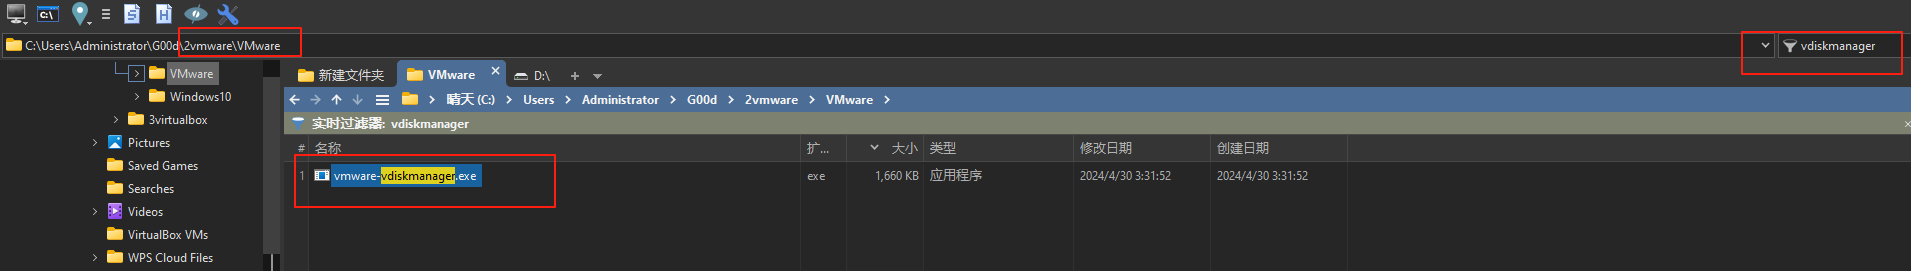 C:\
S
H
C:\Users\Administrator\G00d\2vmware\VMware
vdiskmanager
VMware
Windows10
3virtualbox
Pictures
Saved Games
Searches
Videos
VirtualBox VMs
WPS Cloud Files
新建文件夹
VMware
D:\
晴天 (C:)
Users
Administrator
G00d
2vmware
VMware
实时过滤器: vdiskmanager
# 名称 扩... 大小 类型 修改日期 创建日期
1 vmware-vdiskmanager.exe exe 1,660 KB 应用程序 2024/4/30 3:31:52 2024/4/30 3:31:52